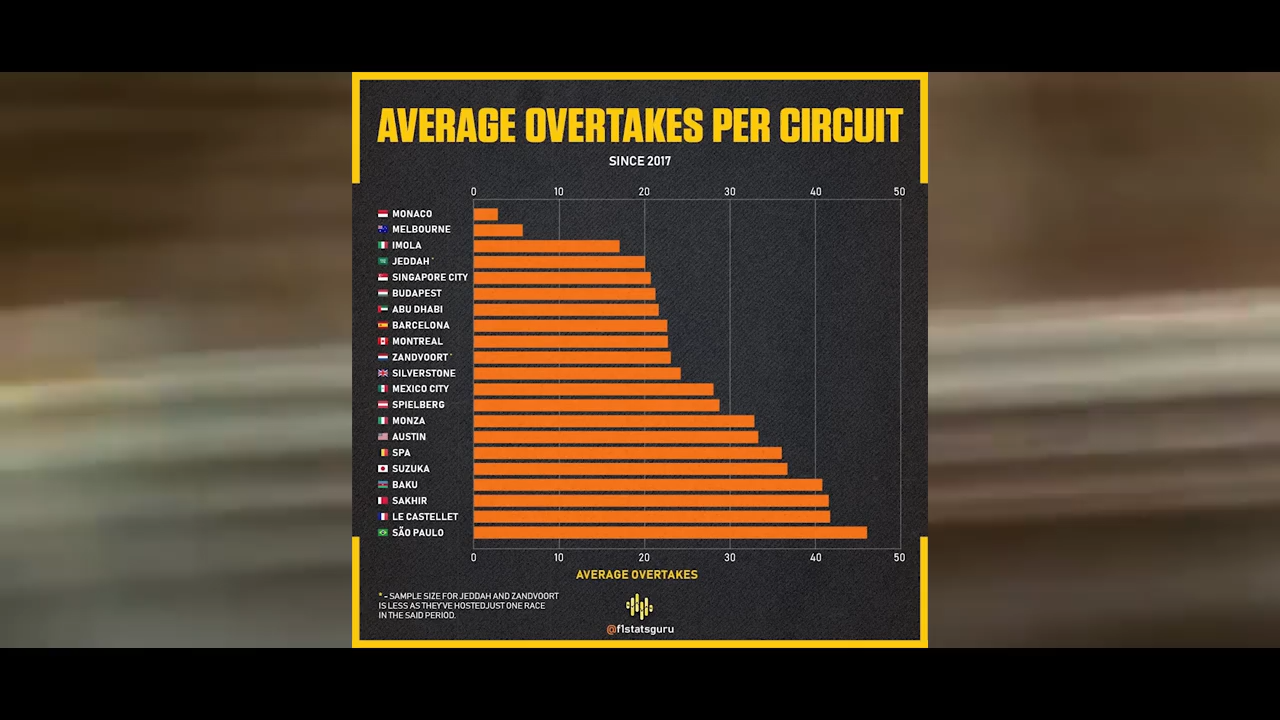 AVERAGE OVERTAKES PER CIRCUIT
SINCE 2017
0 10 20 30 40 50
MONACO
MELBOURNE
IMOLA
JEDDAH *
SINGAPORE CITY
BUDAPEST
ABU DHABI
BARCELONA
MONTREAL
ZANDVOORT *
SILVERSTONE
MEXICO CITY
SPIELBERG
MONZA
AUSTIN
SPA
SUZUKA
BAKU
SAKHIR
LE CASTELLET
SÃO PAULO
0 10 20 30 40 50
AVERAGE OVERTAKES
* - SAMPLE SIZE FOR JEDDAH AND ZANDVOORT
IS LESS AS THEY'VE HOSTEDJUST ONE RACE
IN THE SAID PERIOD.
@f1statsguru